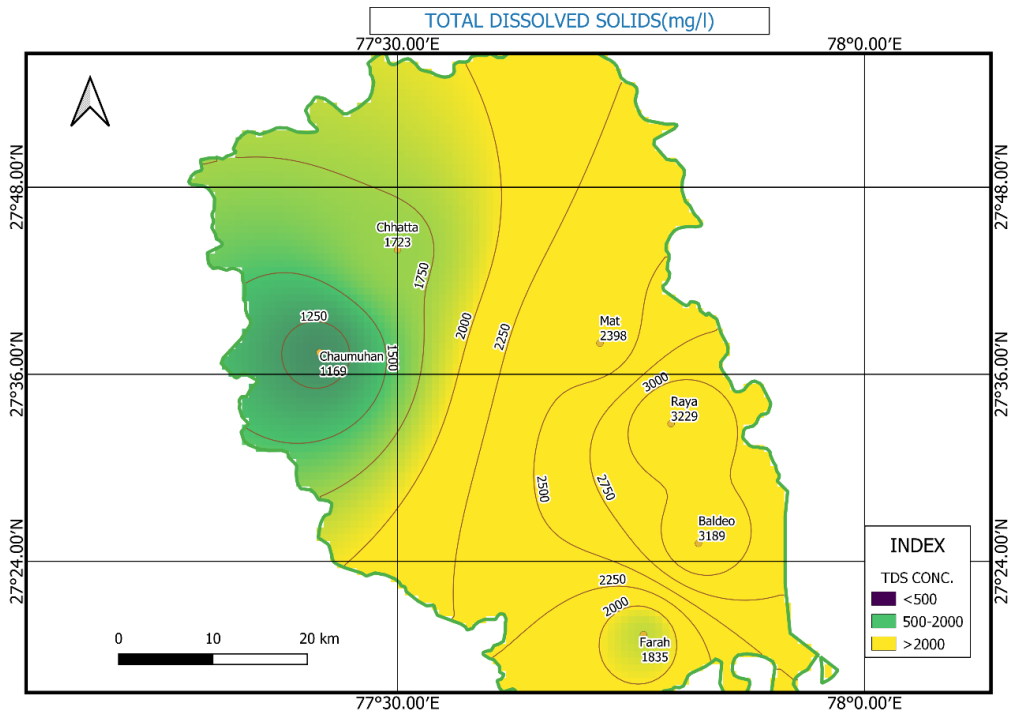 TOTAL DISSOLVED SOLIDS(mg/l)
77°30.00'E
78°0.00'E
27°48.00'N
27°48.00'N
Chhatta
1723
1750
1250
2000
2250
Mat
2398
Chaumuhan
1169
1500
27°36.00'N
27°36.00'N
3000
Raya
3229
2500
2750
Baldeo
3189
27°24.00'N
27°24.00'N
2250
2000
Farah
1835
INDEX
TDS CONC.
<500
500-2000
>2000
0 10 20 km
77°30.00'E
78°0.00'E